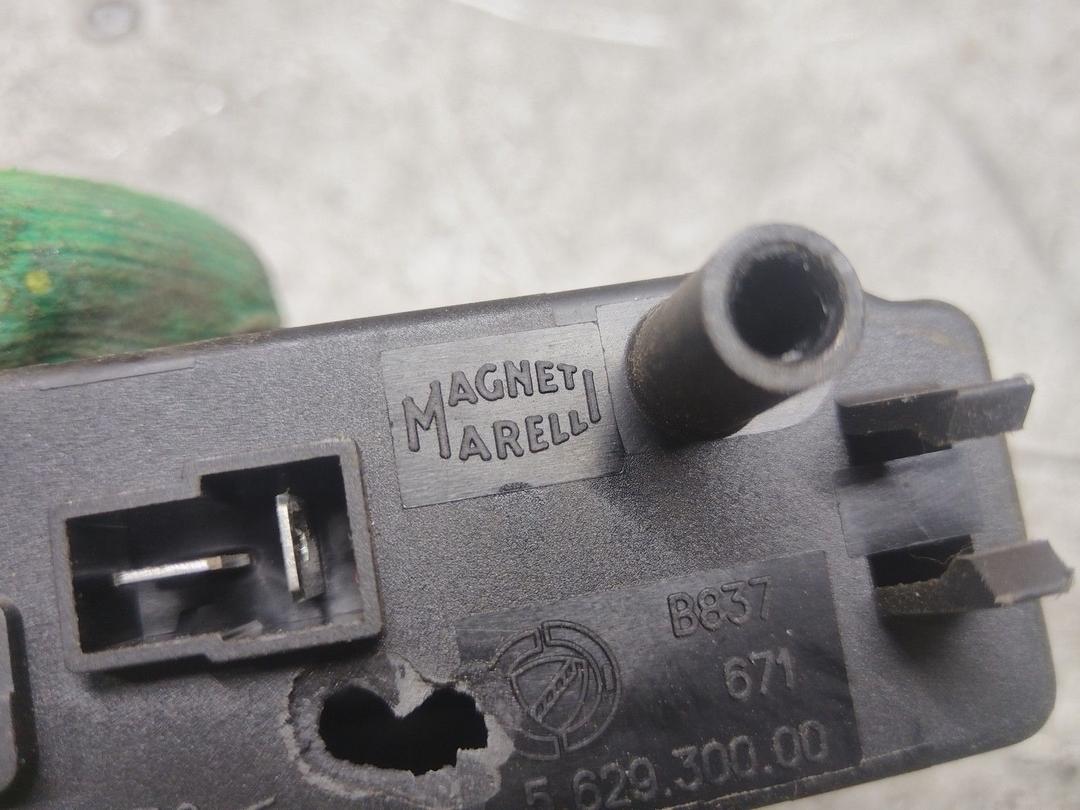 MAGNETI
MARELLI
B837
671
5.629.300.00